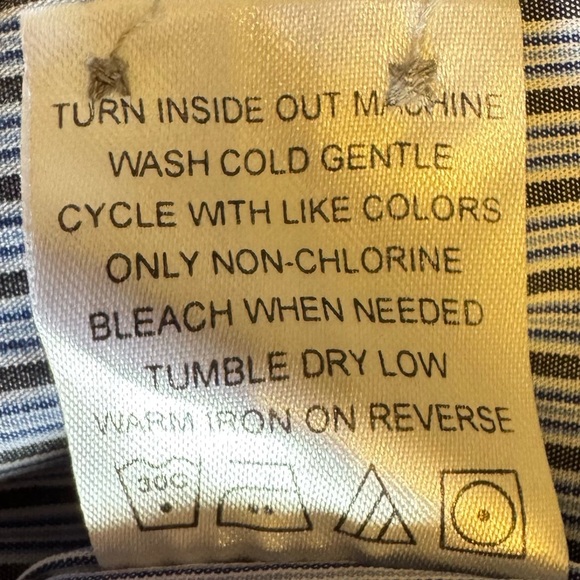 TURN INSIDE OUT MACHINE
WASH COLD GENTLE
CYCLE WITH LIKE COLORS
ONLY NON-CHLORINE
BLEACH WHEN NEEDED
TUMBLE DRY LOW
WARM IRON ON REVERSE
30C